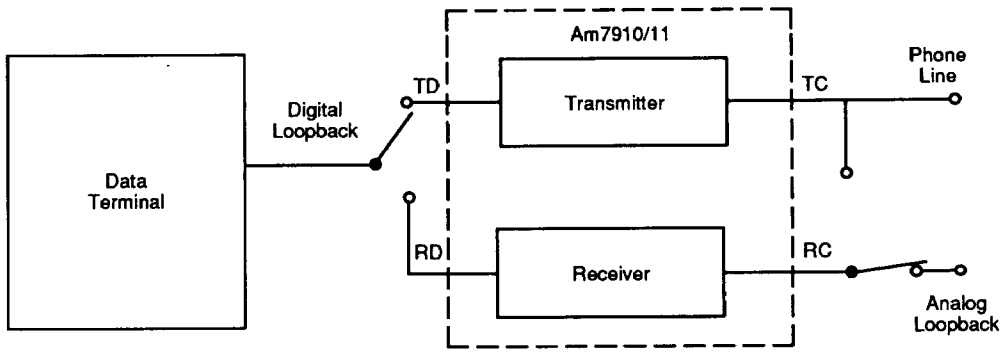 Am7910/11
Phone
Line
TD
Transmitter
TC
Digital
Loopback
Data
Terminal
RD
Receiver
RC
Analog
Loopback